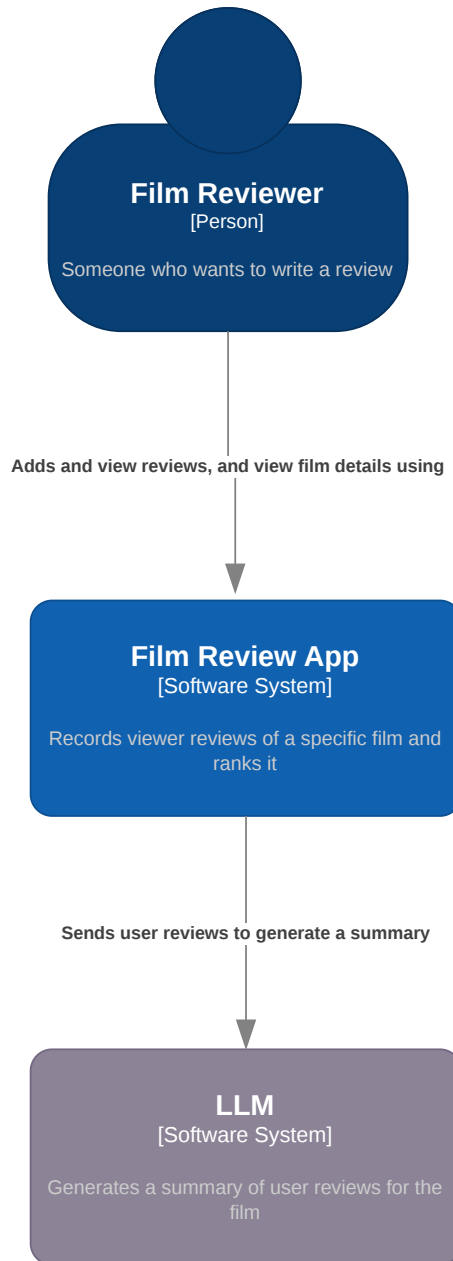 Film Reviewer
[Person]
Someone who wants to write a review
Adds and view reviews, and view film details using
Film Review App
[Software System]
Records viewer reviews of a specific film and
ranks it
Sends user reviews to generate a summary
LLM
[Software System]
Generates a summary of user reviews for the
film